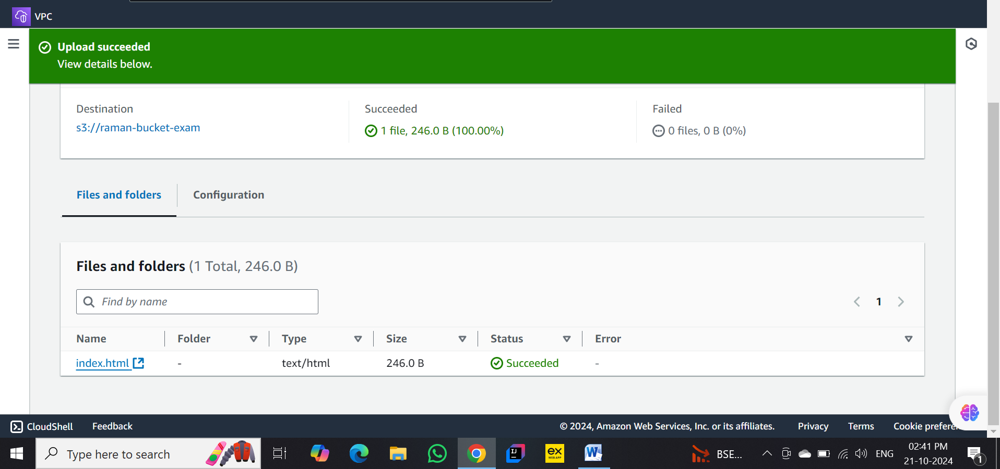 VPC
Upload succeeded
View details below.
Destination
Succeeded
Failed
s3://raman-bucket-exam
1 file, 246.0 B (100.00%)
0 files, 0 B (0%)
Files and folders
Configuration
Files and folders (1 Total, 246.0 B)
Find by name
1
Name Folder Type Size Status Error
index.html - text/html 246.0 B Succeeded -
CloudShell Feedback © 2024, Amazon Web Services, Inc. or its affiliates. Privacy Terms Cookie
Type here to search
IJ
ex
WEB APP
W
BSE...
ENG
02:41 PM
21-10-2024
1